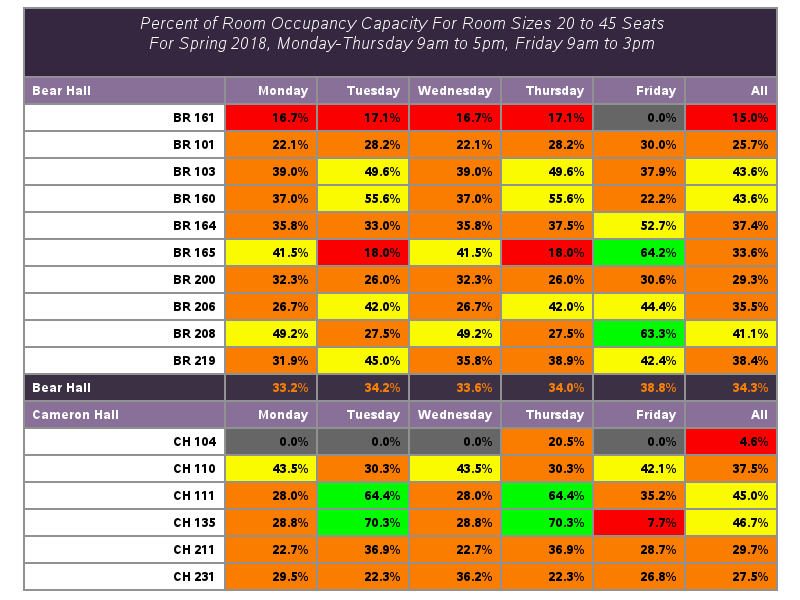 Percent of Room Occupancy Capacity For Room Sizes 20 to 45 Seats
For Spring 2018, Monday-Thursday 9am to 5pm, Friday 9am to 3pm
Bear Hall Monday Tuesday Wednesday Thursday Friday All
BR 161 16.7% 17.1% 16.7% 17.1% 0.0% 15.0%
BR 101 22.1% 28.2% 22.1% 28.2% 30.0% 25.7%
BR 103 39.0% 49.6% 39.0% 49.6% 37.9% 43.6%
BR 160 37.0% 55.6% 37.0% 55.6% 22.2% 43.6%
BR 164 35.8% 33.0% 35.8% 37.5% 52.7% 37.4%
BR 165 41.5% 18.0% 41.5% 18.0% 64.2% 33.6%
BR 200 32.3% 26.0% 32.3% 26.0% 30.6% 29.3%
BR 206 26.7% 42.0% 26.7% 42.0% 44.4% 35.5%
BR 208 49.2% 27.5% 49.2% 27.5% 63.3% 41.1%
BR 219 31.9% 45.0% 35.8% 38.9% 42.4% 38.4%
Bear Hall 33.2% 34.2% 33.6% 34.0% 38.8% 34.3%
Cameron Hall Monday Tuesday Wednesday Thursday Friday All
CH 104 0.0% 0.0% 0.0% 20.5% 0.0% 4.6%
CH 110 43.5% 30.3% 43.5% 30.3% 42.1% 37.5%
CH 111 28.0% 64.4% 28.0% 64.4% 35.2% 45.0%
CH 135 28.8% 70.3% 28.8% 70.3% 7.7% 46.7%
CH 211 22.7% 36.9% 22.7% 36.9% 28.7% 29.7%
CH 231 29.5% 22.3% 36.2% 22.3% 26.8% 27.5%